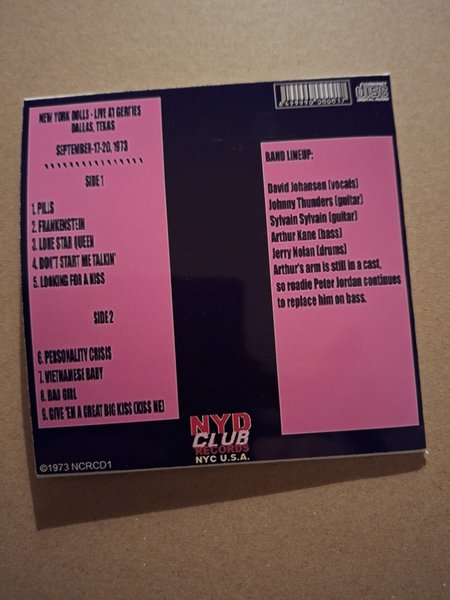 NEW YORK DOLLS - LIVE AT GERTIES
DALLAS, TEXAS
SEPTEMBER-17-20, 1973
SIDE 1
1. PILLS
2. FRANKENSTEIN
3. LONE STAR QUEEN
4. DON'T START ME TALKIN'
5. LOOKING FOR A KISS
SIDE 2
6. PERSONALITY CRISIS
7. VIETNAMESE BABY
8. BAD GIRL
9. GIVE 'EM A GREAT BIG KISS (KISS ME)
©1973 NCRCD1
NYD
CLUB
RECORDS
NYC U.S.A.
COMPACT
DISC
DIGITAL AUDIO
BAND LINEUP:
David Johansen (vocals)
Johnny Thunders (guitar)
Sylvain Sylvain (guitar)
Arthur Kane (bass)
Jerry Nolan (drums)
Arthur's arm is still in a cast,
so roadie Peter Jordan continues
to replace him on bass.